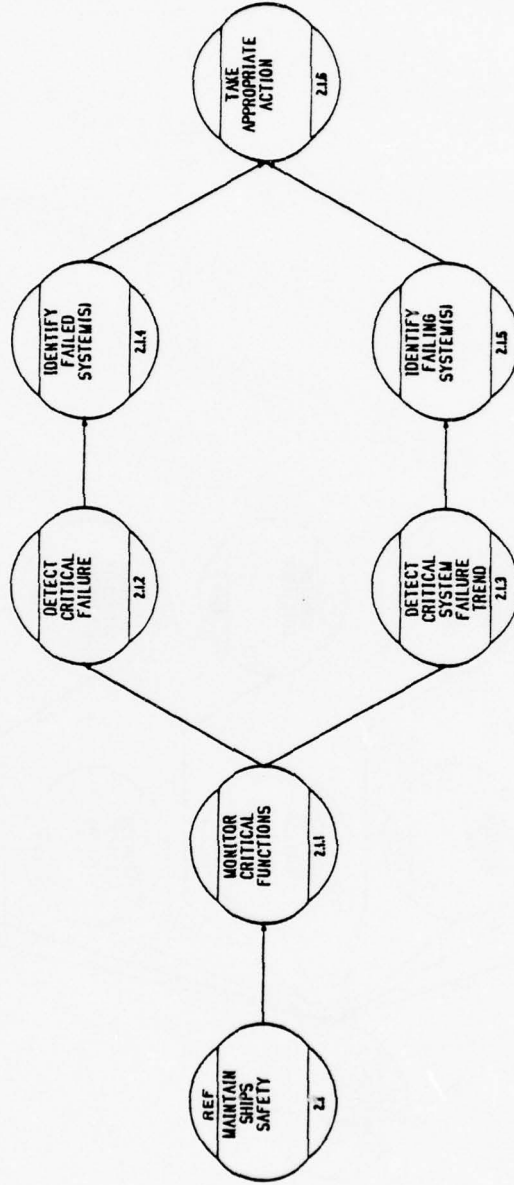 REF
MAINTAIN
SHIPS
SAFETY
MONITOR
CRITICAL
FUNCTIONS
2.1.1
DETECT
CRITICAL
FAILURE
2.1.2
DETECT
CRITICAL
SYSTEM
FAILURE
TREND
2.1.3
IDENTIFY
FAILED
SYSTEM(S)
2.1.4
IDENTIFY
FAILING
SYSTEM(S)
2.1.5
TAKE
APPROPRIATE
ACTION
2.1.6